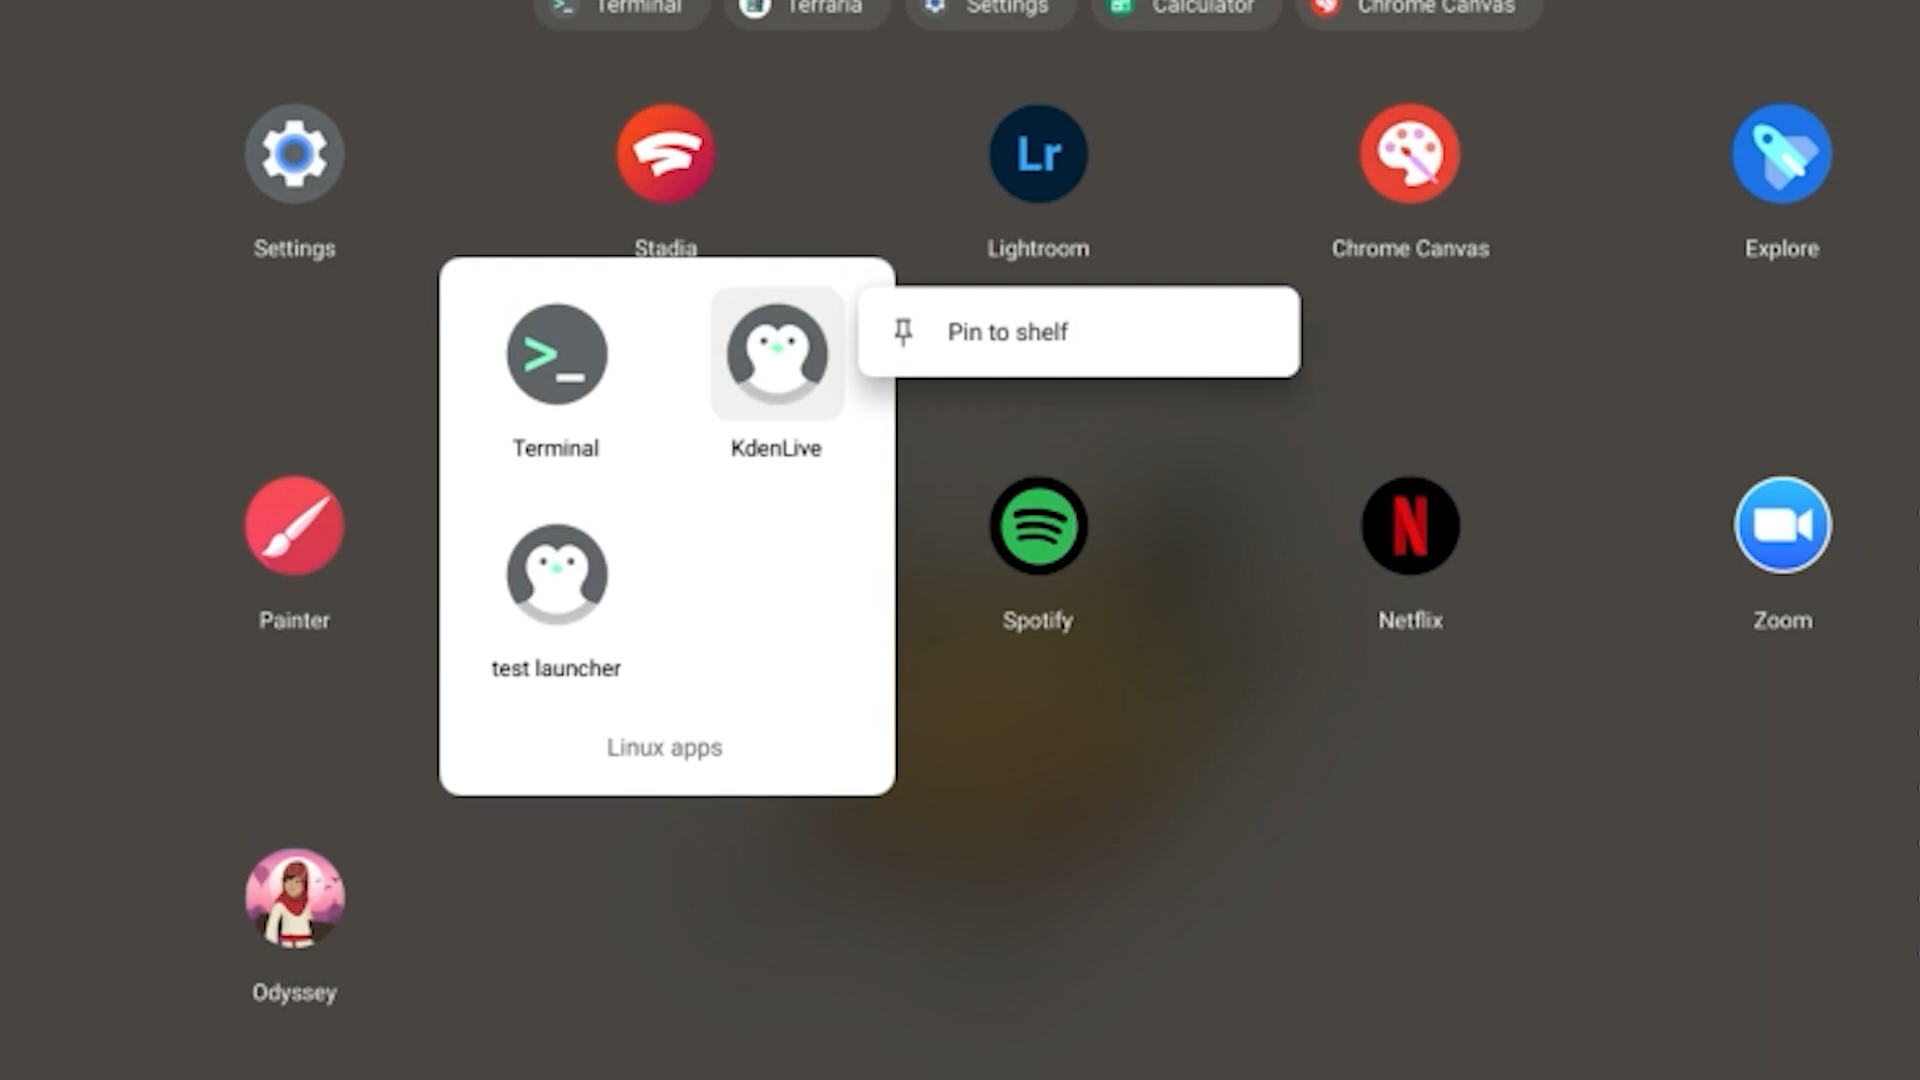 Terminal Terraria Settings Calculator Chrome Canvas
Settings Stadia Lr Lightroom Chrome Canvas Explore
Pin to shelf
Terminal KdenLive
Painter Spotify Netflix Zoom
test launcher
Linux apps
Odyssey